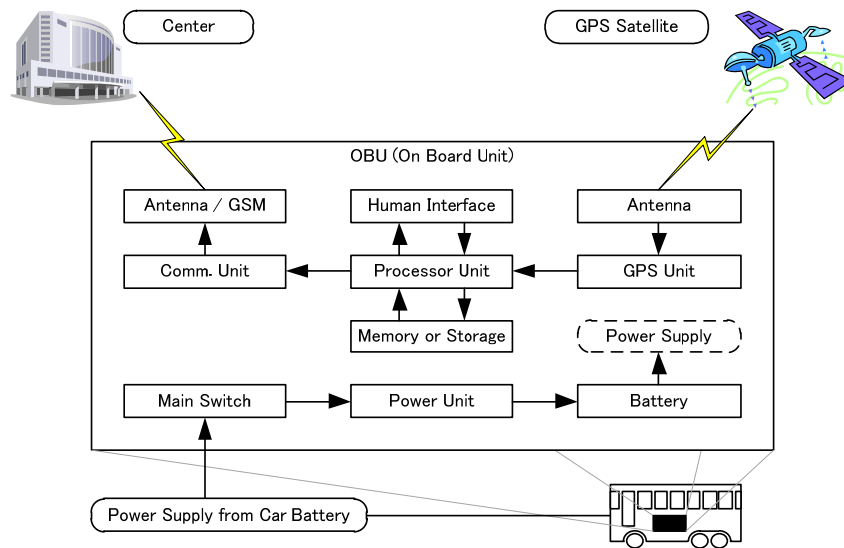 Center
GPS Satellite
OBU (On Board Unit)
Antenna / GSM
Human Interface
Antenna
Comm. Unit
Processor Unit
GPS Unit
Memory or Storage
Power Supply
Main Switch
Power Unit
Battery
Power Supply from Car Battery